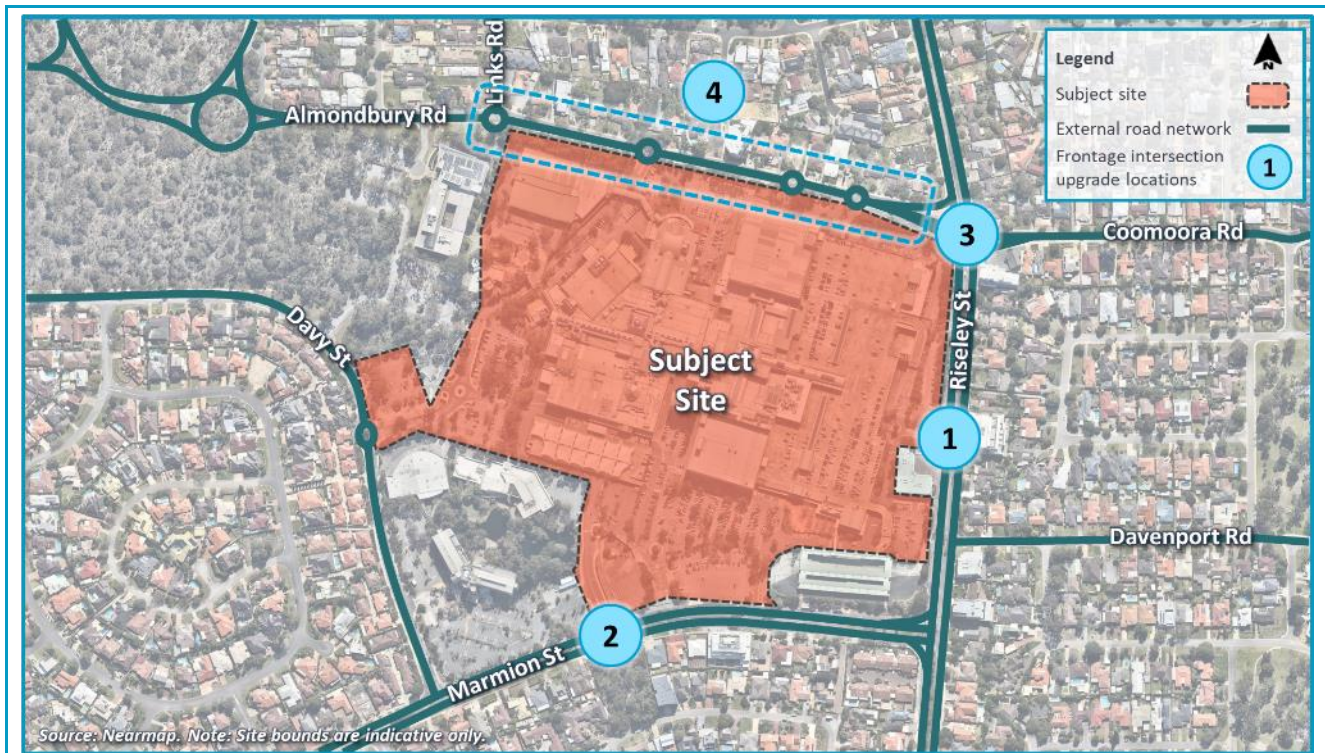 Links Rd
Almondbury Rd
4
Legend
N
Subject site
External road network
Frontage intersection
upgrade locations
1
3
Coomoora Rd
Riseley St
Davy St
Subject
Site
1
Davenport Rd
2
Marmion St
Source: Nearmap. Note: Site bounds are indicative only.